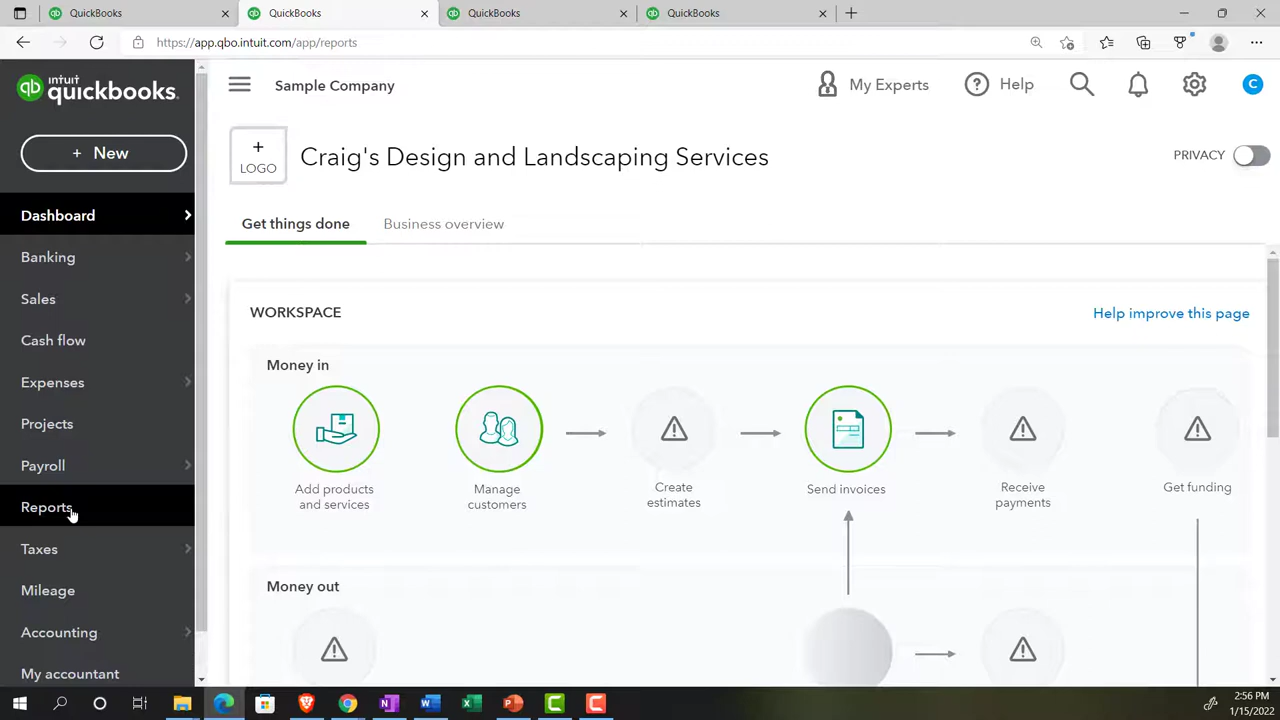 QuickBooks
QuickBooks
QuickBooks
QuickBooks
https://app.qbo.intuit.com/app/reports
intuit
quickbooks.
qb
Sample Company
My Experts
Help
C
+ New
+
LOGO
Craig's Design and Landscaping Services
PRIVACY
Dashboard
Banking
Sales
Cash flow
Expenses
Projects
Payroll
Reports
Taxes
Mileage
Accounting
My accountant
Get things done
Business overview
WORKSPACE
Help improve this page
Money in
Add products
and services
Manage
customers
Create
estimates
Send invoices
Receive
payments
Get funding
Money out
2:56 PM
1/15/2022